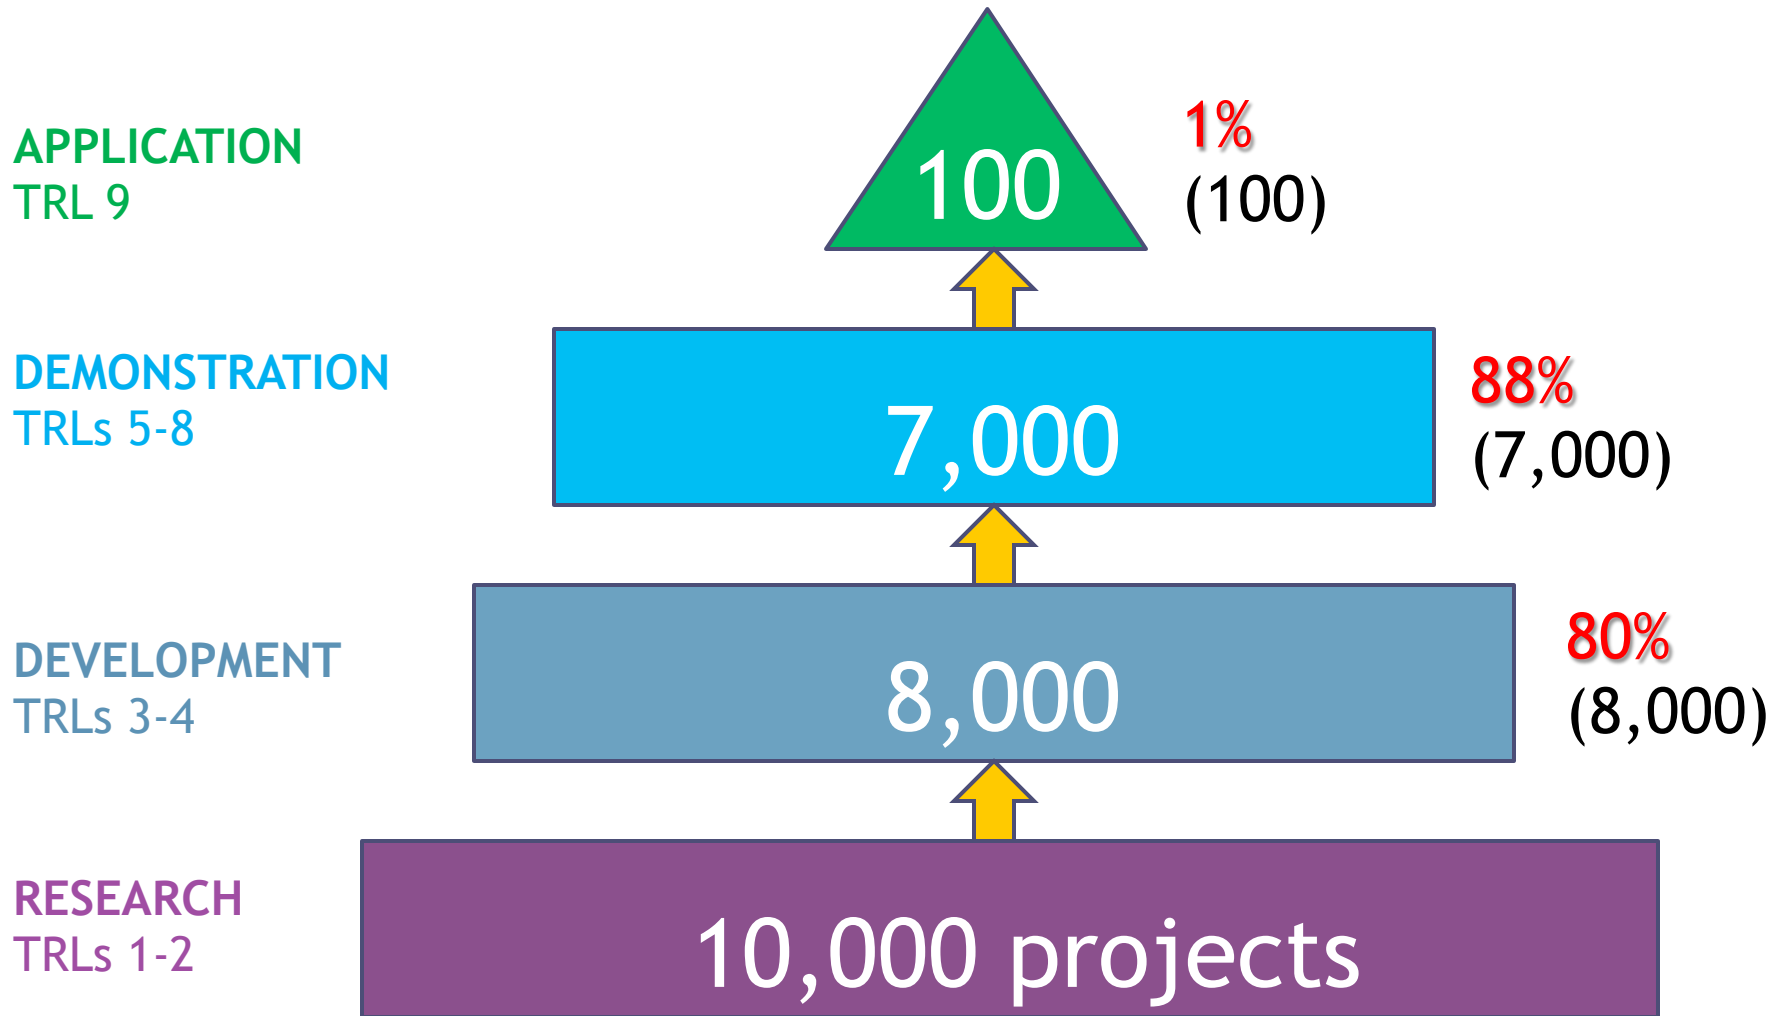 APPLICATION
TRL 9
100
1%
(100)
DEMONSTRATION
TRLs 5-8
7,000
88%
(7,000)
DEVELOPMENT
TRLs 3-4
8,000
80%
(8,000)
RESEARCH
TRLs 1-2
10,000 projects